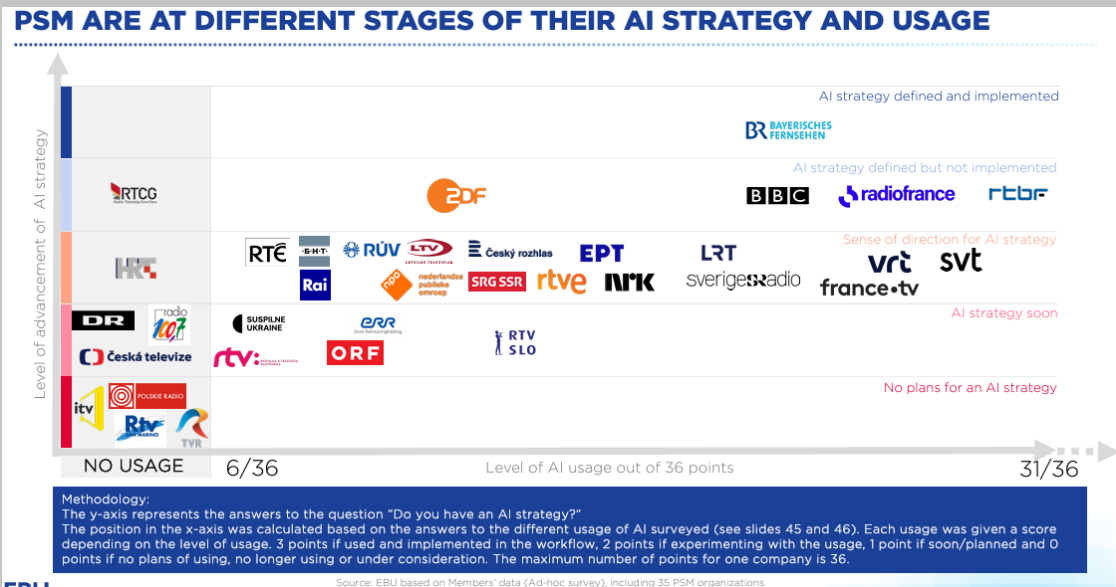 PSM ARE AT DIFFERENT STAGES OF THEIR AI STRATEGY AND USAGE
Level of advancement of AI strategy
AI strategy defined and implemented
BR BAYERISCHES
FERNSEHEN
AI strategy defined but not implemented
RTCG
ZDF
BBC
radiofrance
rtbf
Sense of direction for AI strategy
HRT
RTÉ
БНТ
RÚV
LTV
LATVIJAS TELEVĪZIJA
Český rozhlas
EPT
LRT
vrt
svt
Rai
npo
nederlandse
publieke
omroep
SRG SSR
rtve
nrk
sverigesradio
france•tv
AI strategy soon
DR
radio
100,7
SUSPILNE
UKRAINE
err
Eesti Rahvusringhääling
RTV
SLO
Česká televize
rtv:
ORF
No plans for an AI strategy
itv
POLSKIE RADIO
Rtv
SAN MARINO
TVR
NO USAGE
6/36
Level of AI usage out of 36 points
31/36
Methodology:
The y-axis represents the answers to the question "Do you have an AI strategy?"
The position in the x-axis was calculated based on the answers to the different usage of AI surveyed (see slides 45 and 46). Each usage was given a score
depending on the level of usage. 3 points if used and implemented in the workflow, 2 points if experimenting with the usage, 1 point if soon/planned and 0
points if no plans of using, no longer using or under consideration. The maximum number of points for one company is 36.
EBU
Source: EBU based on Members' data (Ad-hoc survey), including 35 PSM organizations